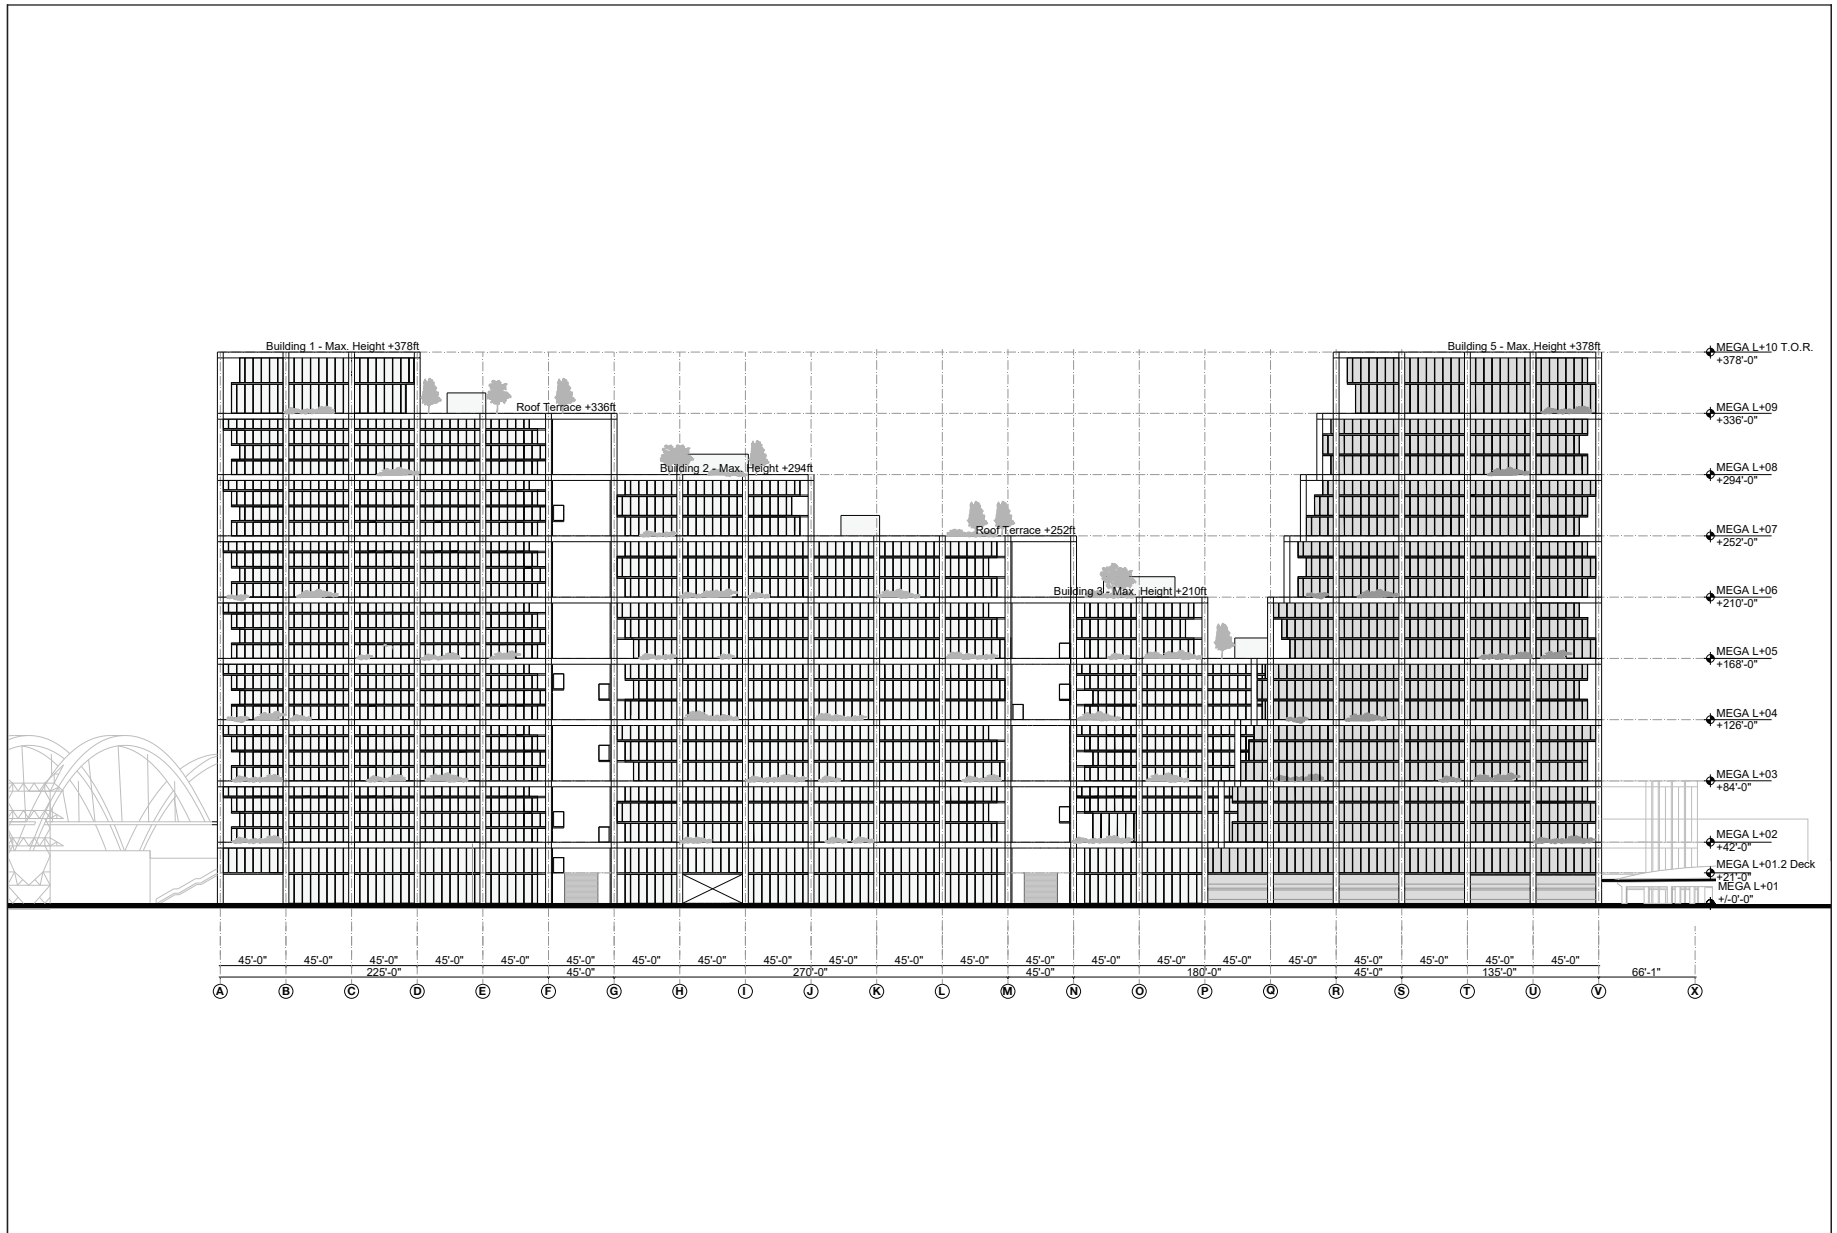 Building 1 - Max. Height +378ft
Building 5 - Max. Height +378ft
MEGA L+10 T.O.R.
+378'-0"
Roof Terrace +336ft
MEGA L+09
+336'-0"
Building 2 - Max. Height +294ft
MEGA L+08
+294'-0"
Roof Terrace +252ft
MEGA L+07
+252'-0"
Building 3 - Max. Height +210ft
MEGA L+06
+210'-0"
MEGA L+05
+168'-0"
MEGA L+04
+126'-0"
MEGA L+03
+84'-0"
MEGA L+02
+42'-0"
MEGA L+01.2 Deck
+21'-0"
MEGA L+01
+/-0'-0"
45'-0" 45'-0" 45'-0" 45'-0" 45'-0" 45'-0" 45'-0" 45'-0" 45'-0" 45'-0" 45'-0" 45'-0" 45'-0" 45'-0" 45'-0" 45'-0" 45'-0" 45'-0" 45'-0" 45'-0" 45'-0"
225'-0" 45'-0" 270'-0" 45'-0" 180'-0" 45'-0" 135'-0" 66'-1"
A B C D E F G H I J K L M N O P Q R S T U V X